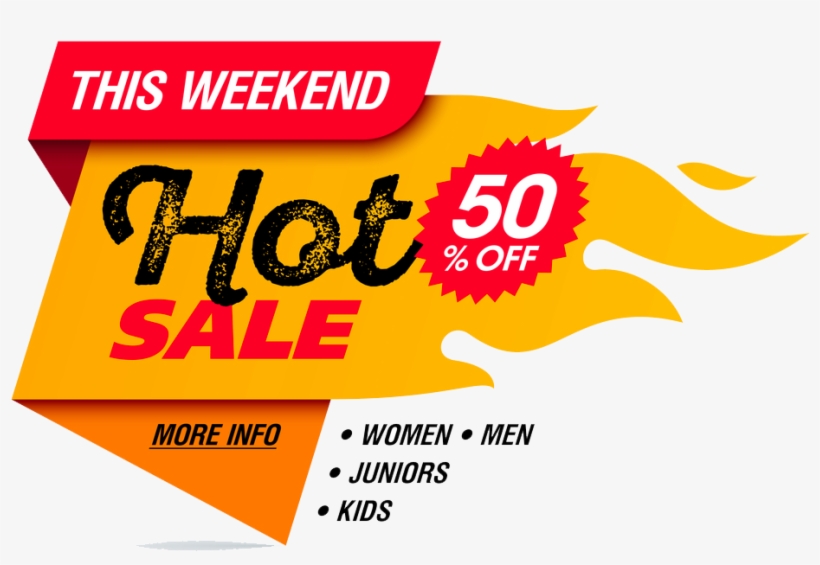 THIS WEEKEND
Hot
SALE
50
% OFF
MORE INFO
• WOMEN • MEN
• JUNIORS
• KIDS